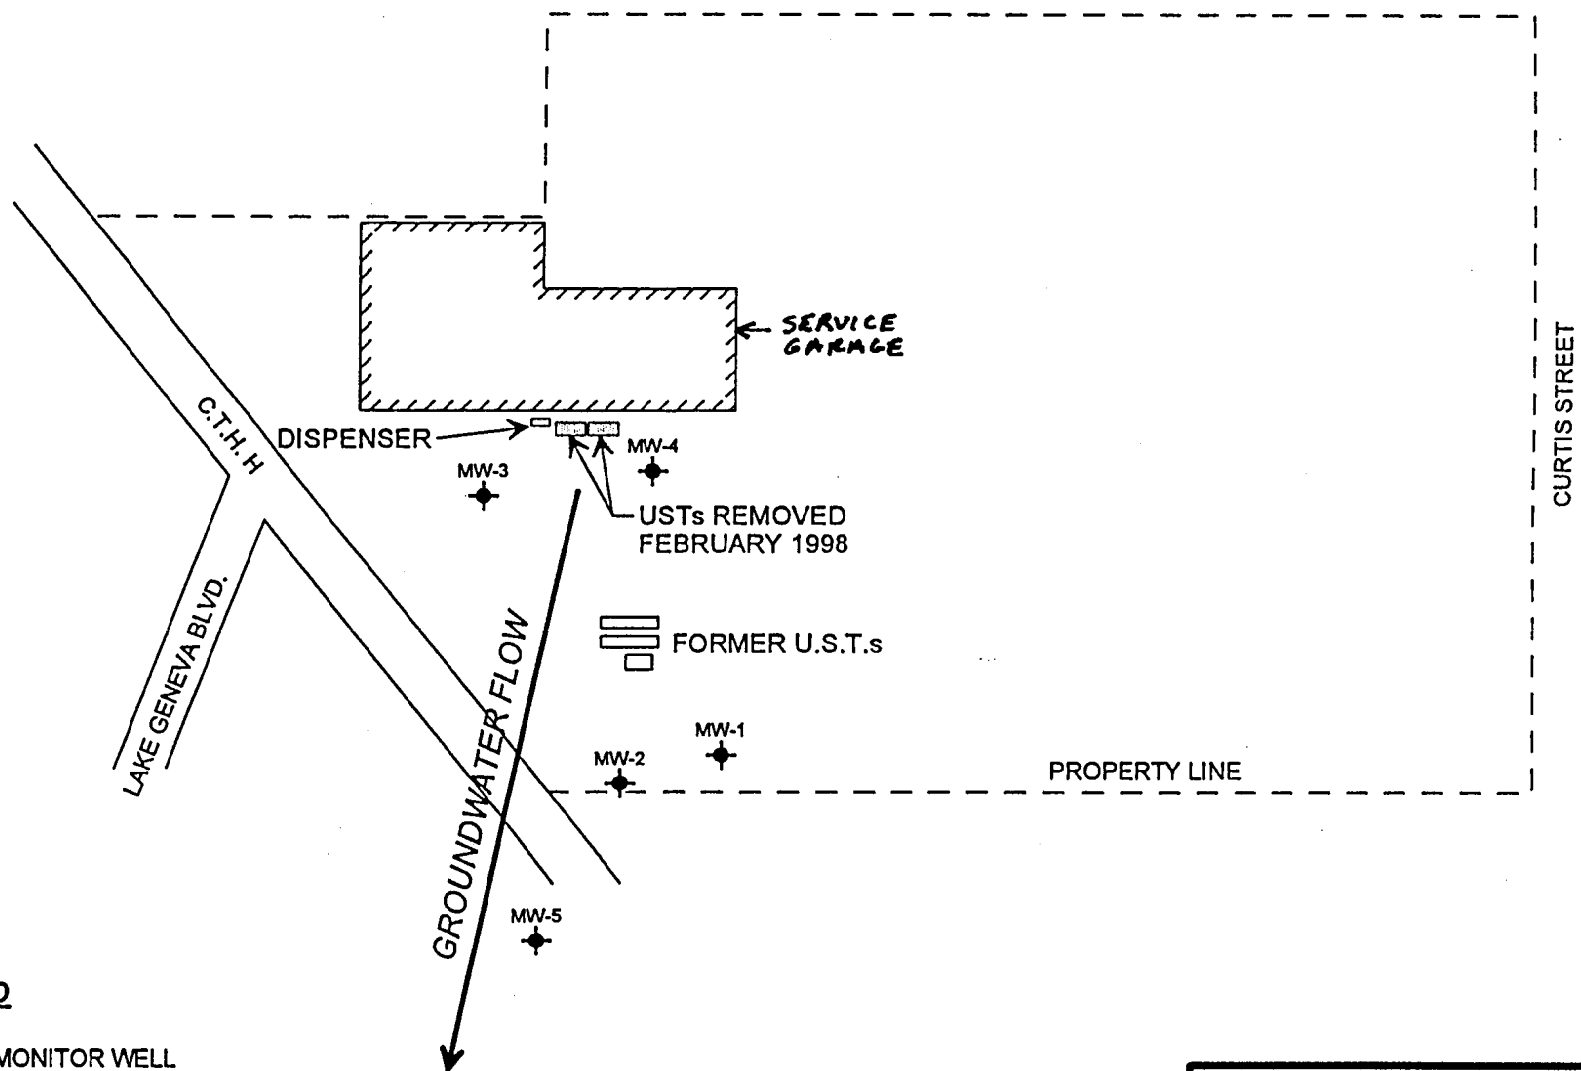 SERVICE
GARAGE
CURTIS STREET
C.T.H. H
DISPENSER
MW-4
MW-3
USTs REMOVED
FEBRUARY 1998
LAKE GENEVA BLVD.
GROUNDWATER FLOW
FORMER U.S.T.s
MW-1
MW-2
PROPERTY LINE
MW-5
MONITOR WELL